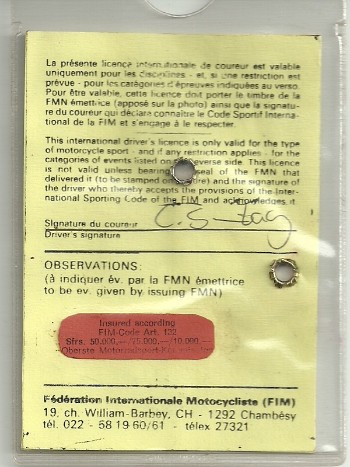 La présente licence internationale de coureur est valable
uniquement pour les disciplines - et, si une restriction est
prévue - pour les catégories d'épreuves indiquées au verso.
Pour être valable, cette licence doit porter le timbre de la
FMN émettice (apposé sur la photo) ainsi que la signatu-
re du coureur qui déclare connaître le Code Sportif Interna-
tional de la FIM et s'engage à le respecter.
This international driver's licence is only valid for the type
of motorcycle sport - and if any restriction applies - for the
categories of events listed on reverse side. This licence
is not valid unless bearing seal of the FMN that
delivered it (to be stamped on) and the signature of
the driver who thereby accepts the provisions of the Inter-
national Sporting Code of the FIM and acknowledges it.
Signature du coureur
Driver's signature
OBSERVATIONS:
(à indiquer év. par la FMN émettrice
to be ev. given by issuing FMN)
Insured according
FIM-Code Art. 122
Sfrs. 50.000,—/75.000,—/10.000,—
Oberste
Fédération Internationale Motocycliste (FIM)
19, ch. William-Barbey, CH - 1292 Chambésy
tél. 022 - 58 19 60/61 - télex 27321